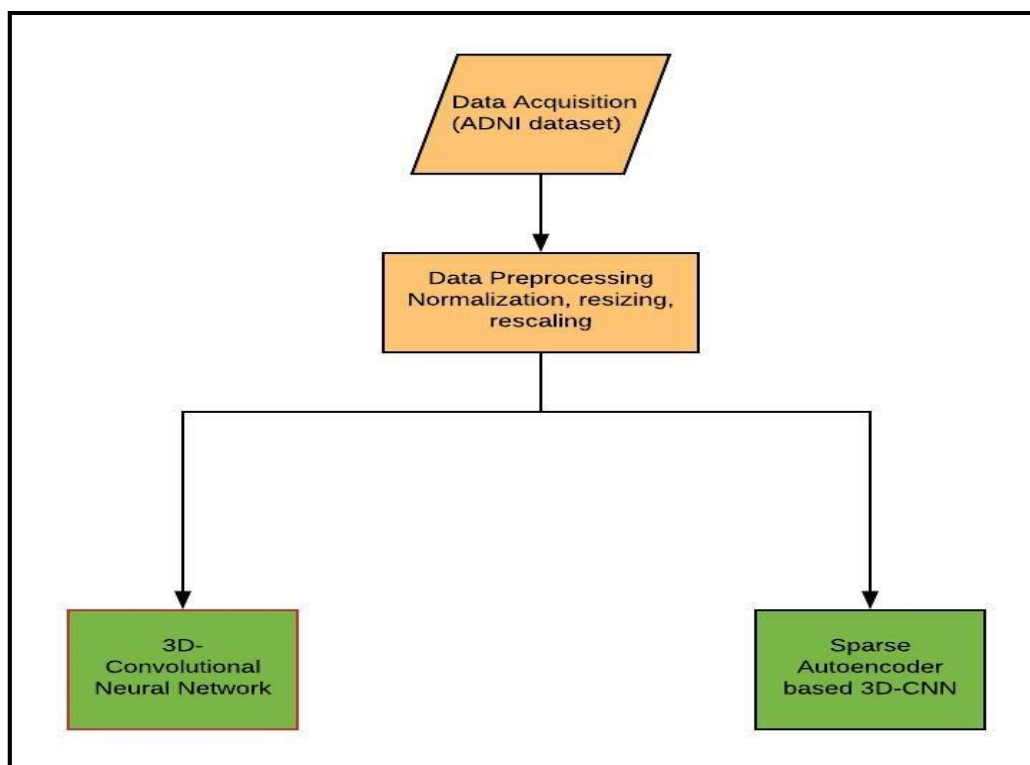 Data Acquisition
(ADNI dataset)
Data Preprocessing
Normalization, resizing,
rescaling
3D-
Convolutional
Neural Network
Sparse
Autoencoder
based 3D-CNN